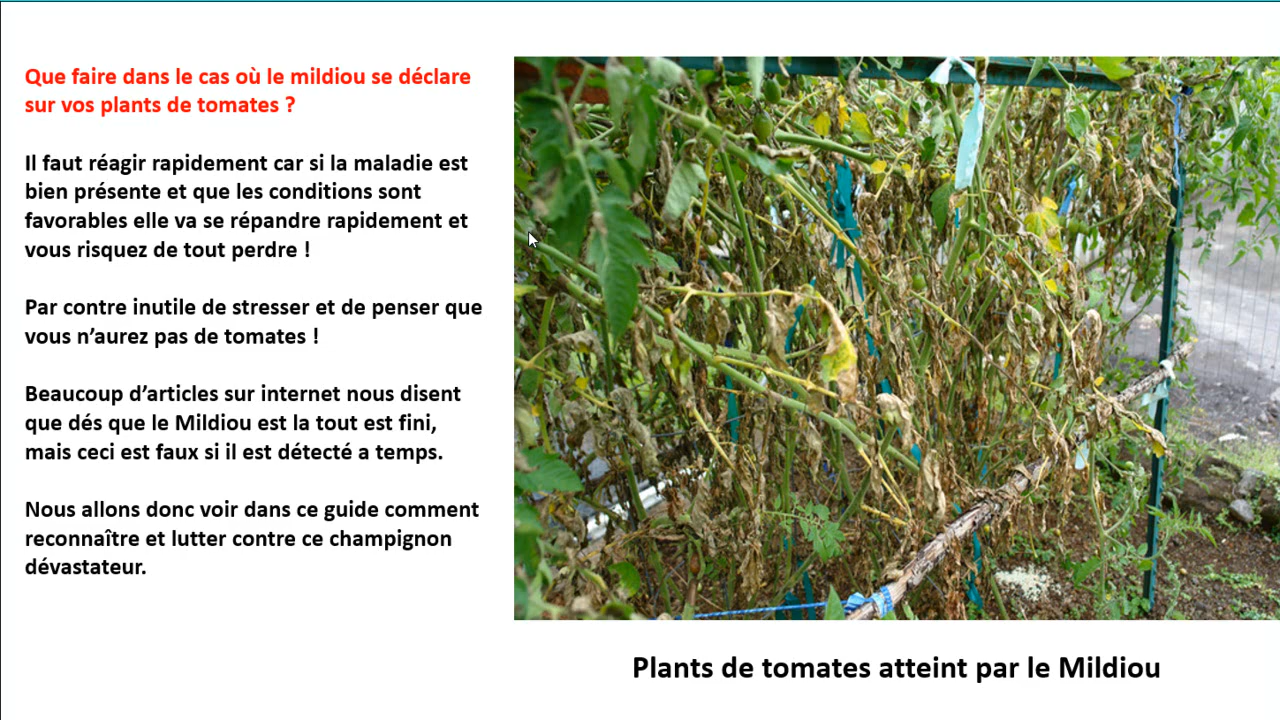 Que faire dans le cas où le mildiou se déclare
sur vos plants de tomates ?
Il faut réagir rapidement car si la maladie est
bien présente et que les conditions sont
favorables elle va se répandre rapidement et
vous risquez de tout perdre !
Par contre inutile de stresser et de penser que
vous n’aurez pas de tomates !
Beaucoup d’articles sur internet nous disent
que dés que le Mildiou est la tout est fini,
mais ceci est faux si il est détecté a temps.
Nous allons donc voir dans ce guide comment
reconnaître et lutter contre ce champignon
dévastateur.
Plants de tomates atteint par le Mildiou